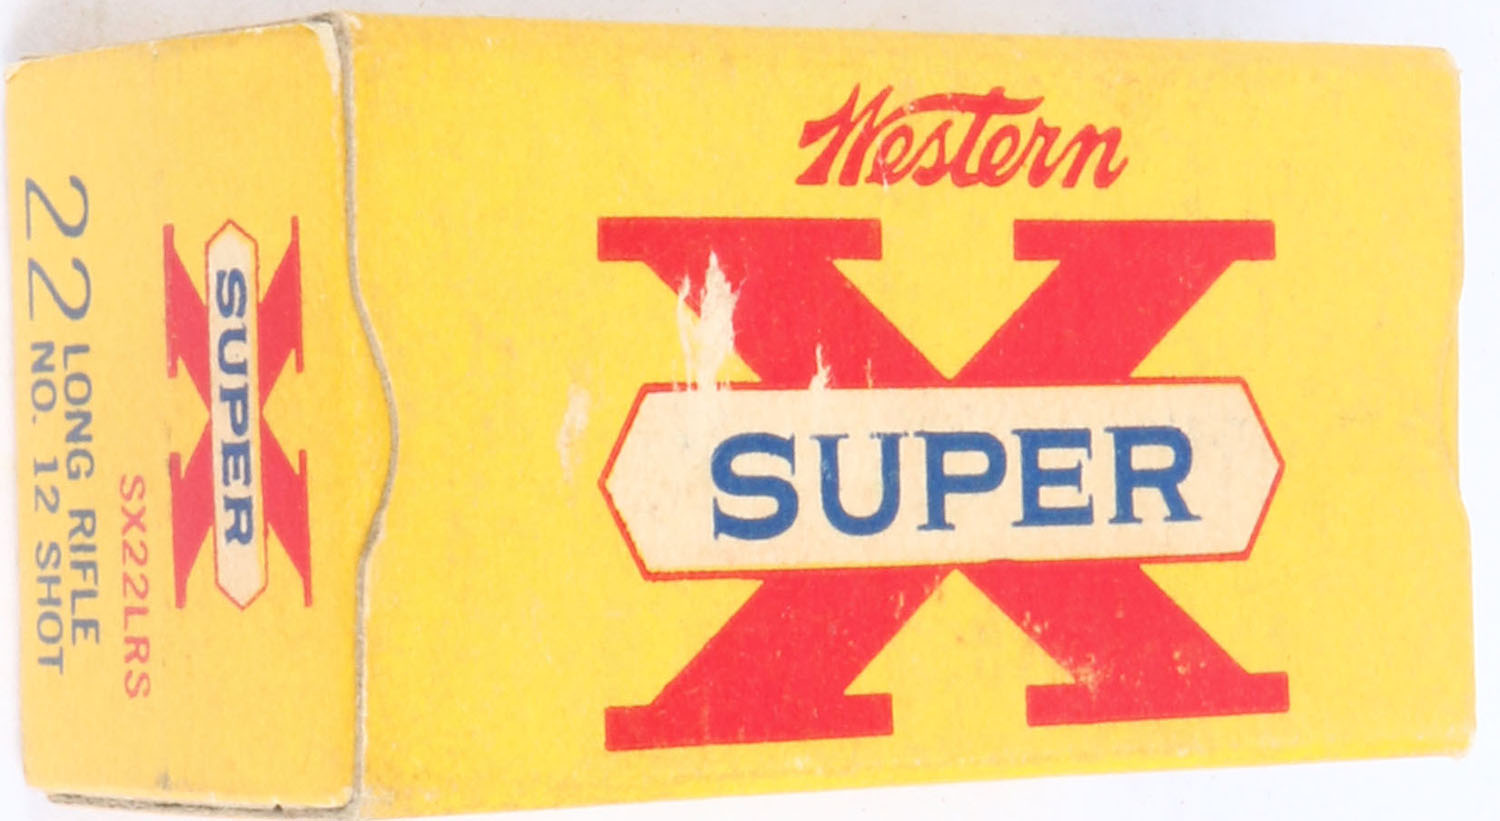 Western
X
SUPER
X
SUPER
SX22LRS
22 LONG RIFLE
NO. 12 SHOT